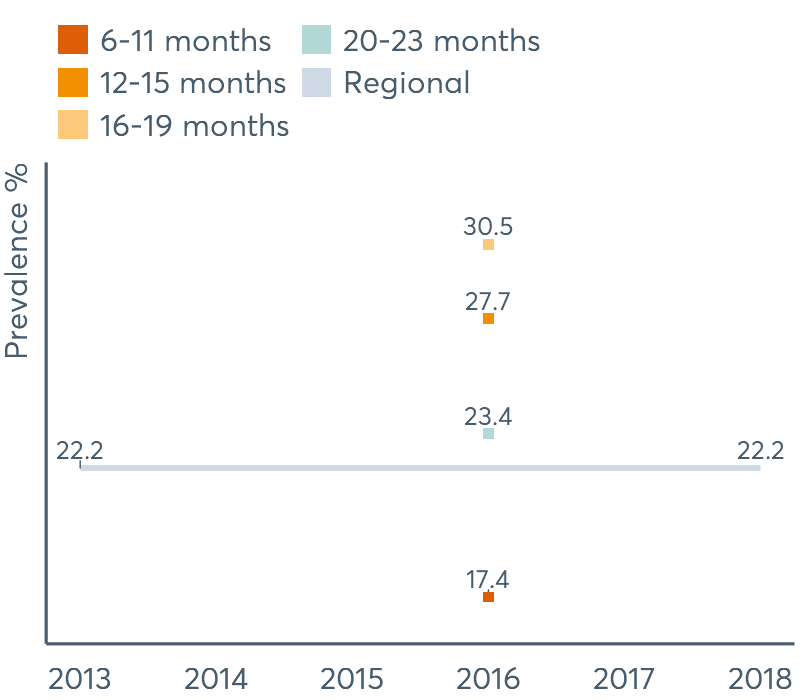 6-11 months
20-23 months
12-15 months
Regional
16-19 months
Prevalence %
30.5
27.7
23.4
22.2
22.2
17.4
2013 2014 2015 2016 2017 2018